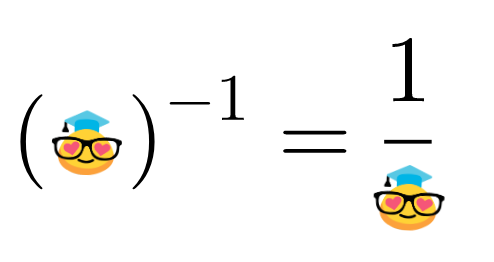 ( )⁻¹ = 1/